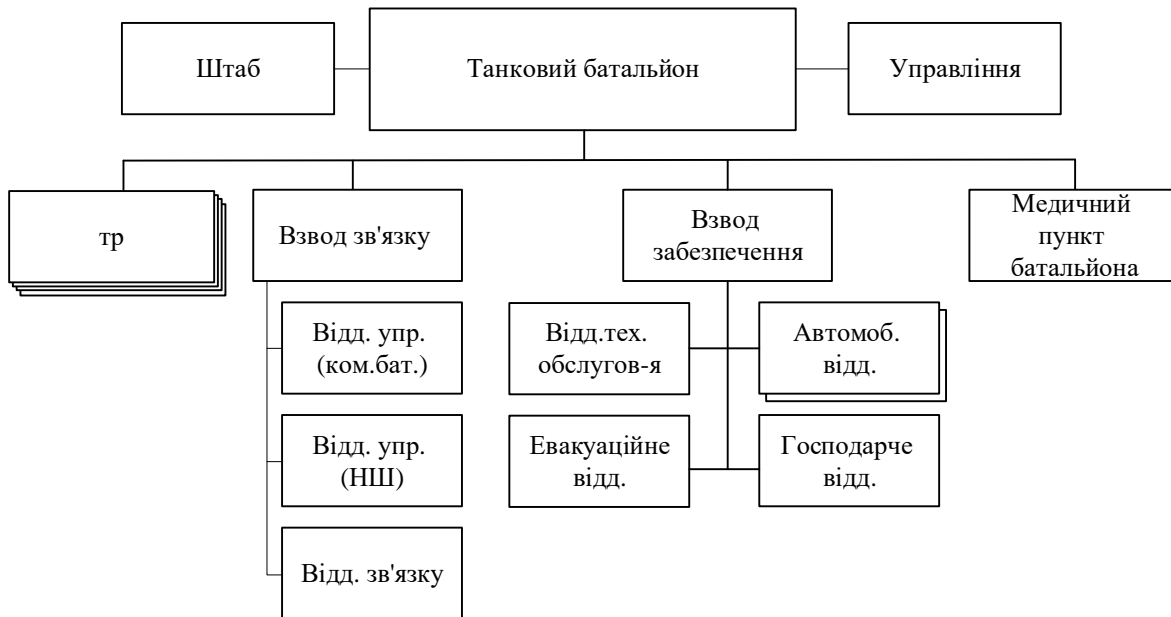 Штаб
Танковий батальйон
Управління
тр
Взвод зв'язку
Взвод
забезпечення
Медичний
пункт
батальйона
Відд. упр.
(ком.бат.)
Відд.тех.
обслугов-я
Автомоб.
відд.
Відд. упр.
(НШ)
Евакуаційне
відд.
Господарче
відд.
Відд. зв'язку